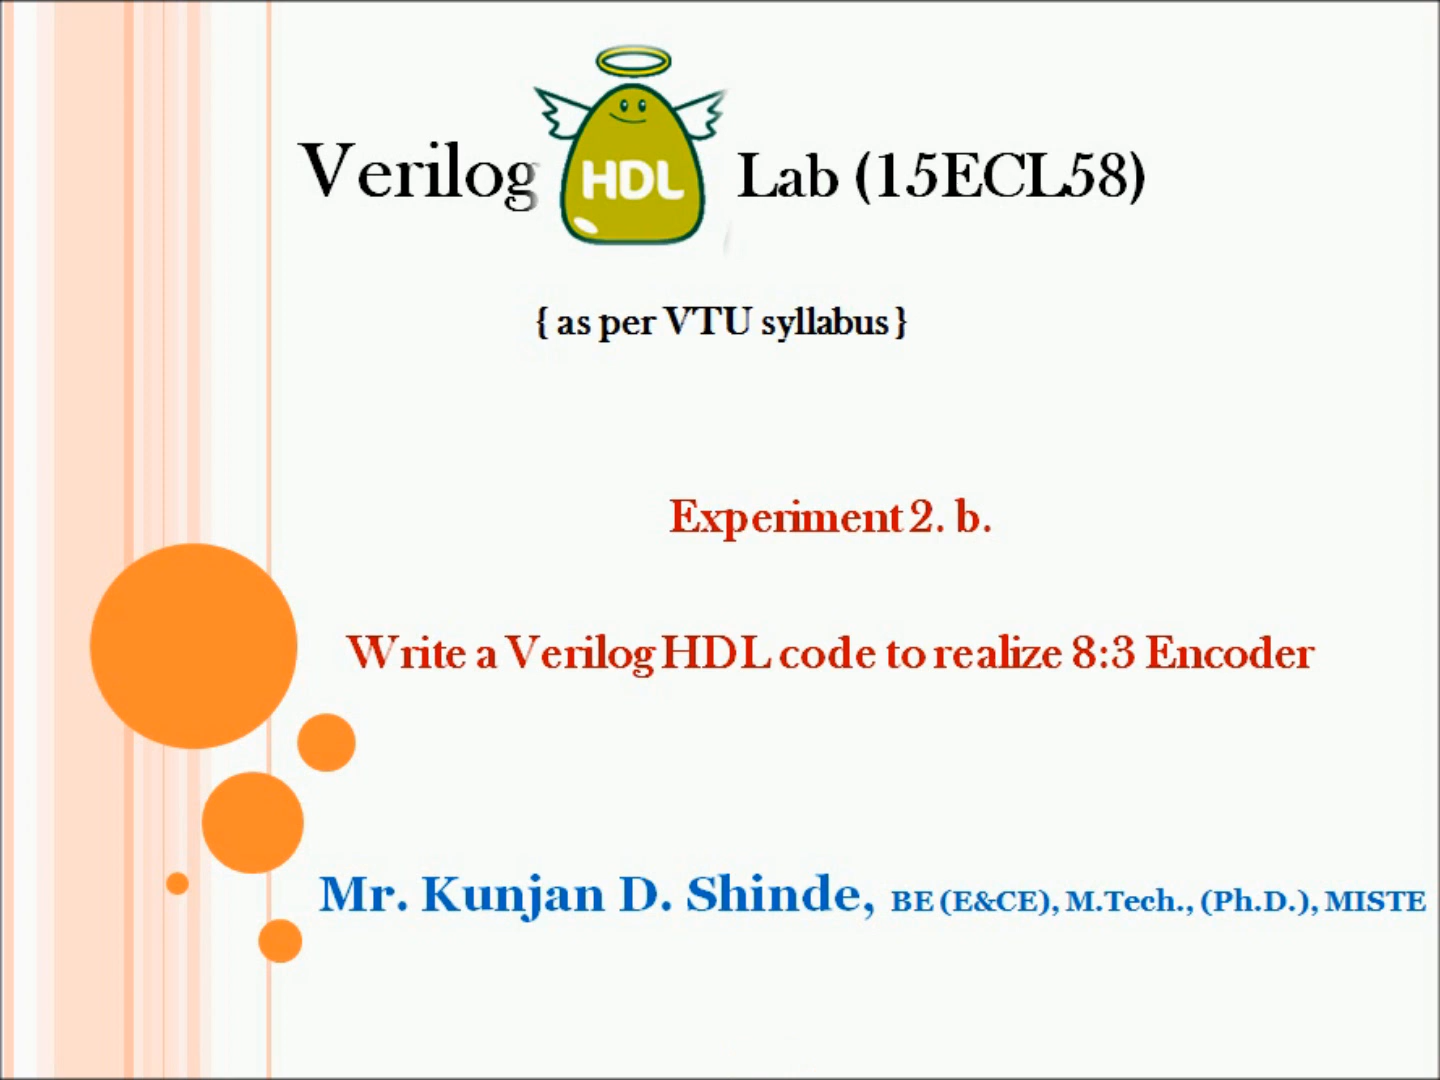 Verilog HDL Lab (15ECL58)
{ as per VTU syllabus }
Experiment 2. b.
Write a Verilog HDL code to realize 8:3 Encoder
Mr. Kunjan D. Shinde, BE (E&CE), M.Tech., (Ph.D.), MISTE